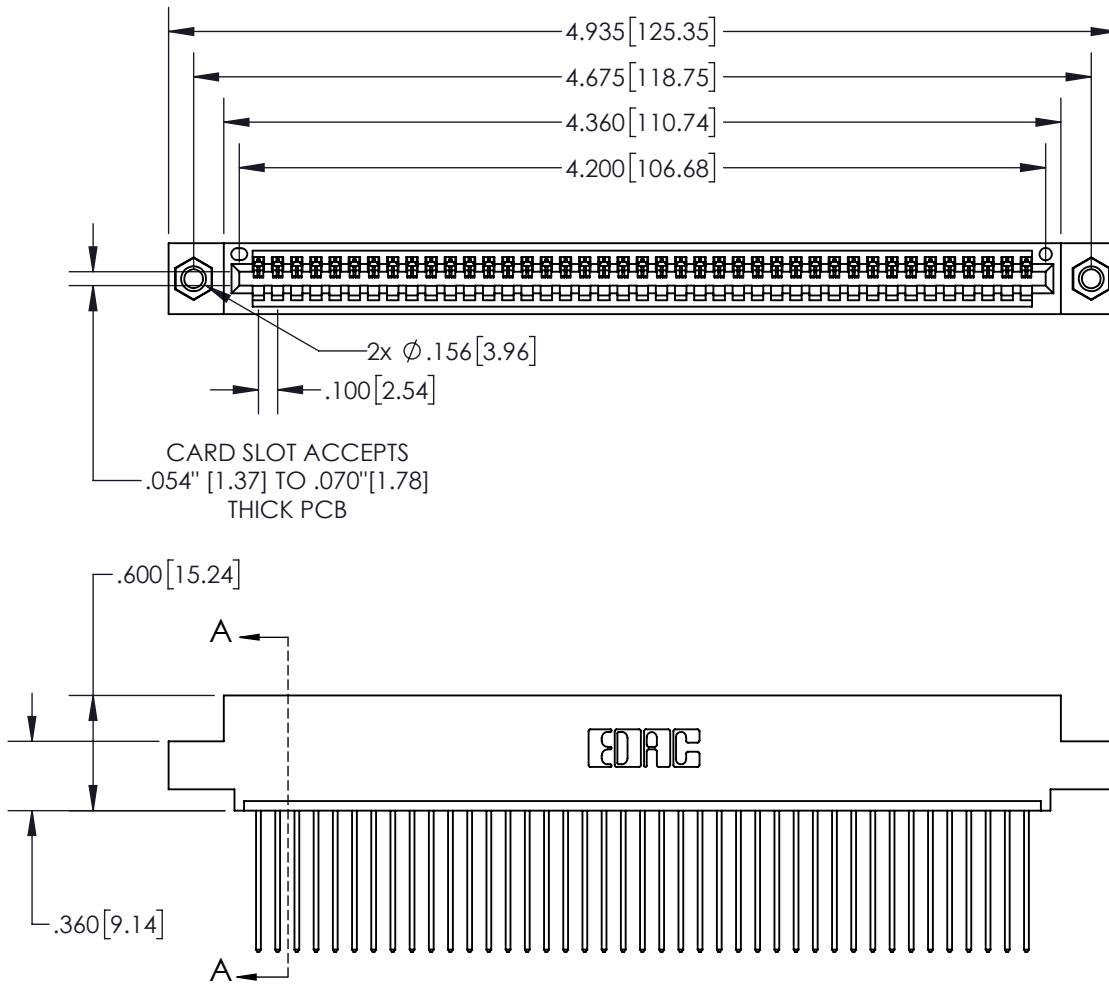 4.935[125.35]
4.675[118.75]
4.360[110.74]
4.200[106.68]
2x ∅ .156[3.96]
.100[2.54]
CARD SLOT ACCEPTS
.054" [1.37] TO .070"[1.78]
THICK PCB
.600[15.24]
A
EDAC
.360[9.14]
A